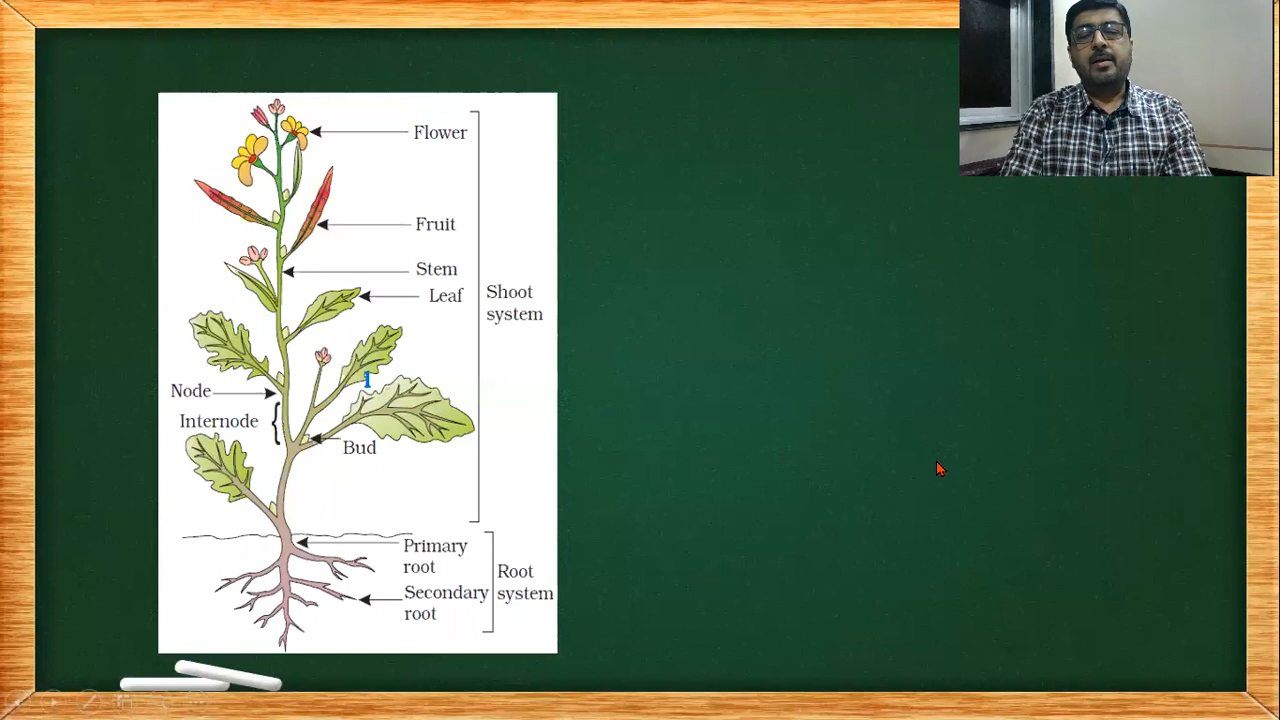 Flower
Fruit
Stem
Leaf
Shoot
system
Node
Internode
Bud
Primary
root
Root
system
Secondary
root